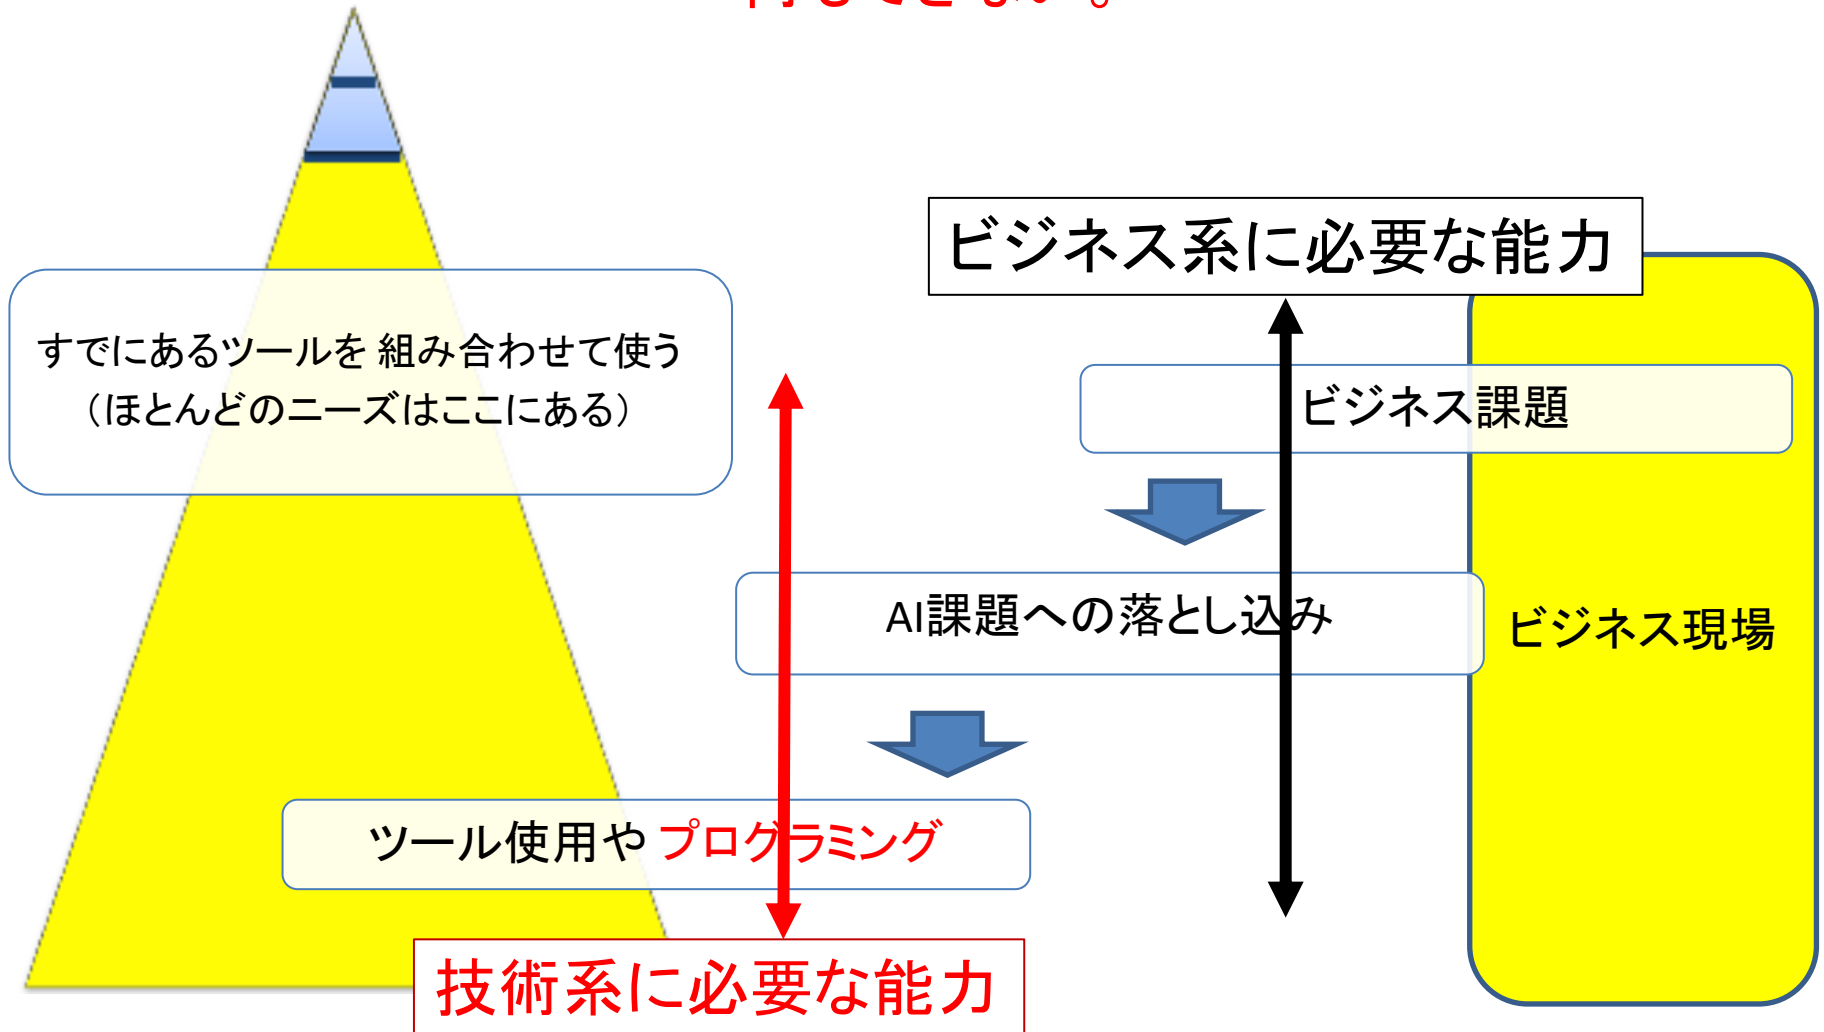 できない。
ビジネス系に必要な能力
すでにあるツールを 組み合わせて使う
（ほとんどのニーズはここにある）
ビジネス課題
AI課題への落とし込み
ビジネス現場
ツール使用や プログラミング
技術系に必要な能力